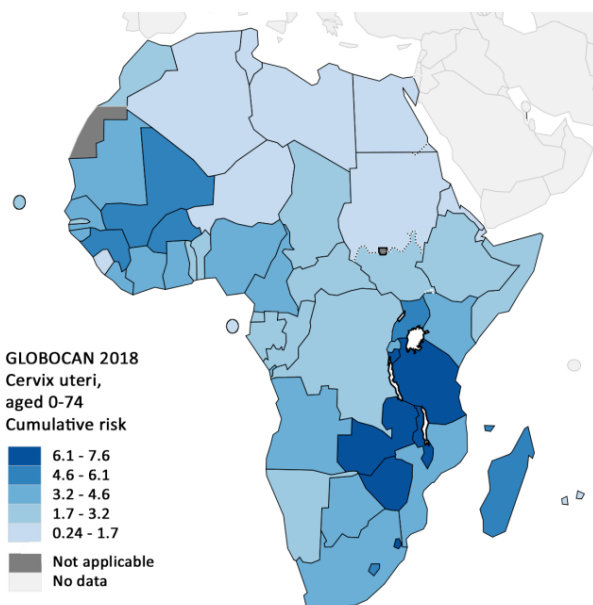 GLOBOCAN 2018
Cervix uteri,
aged 0-74
Cumulative risk
6.1 - 7.6
4.6 - 6.1
3.2 - 4.6
1.7 - 3.2
0.24 - 1.7
Not applicable
No data